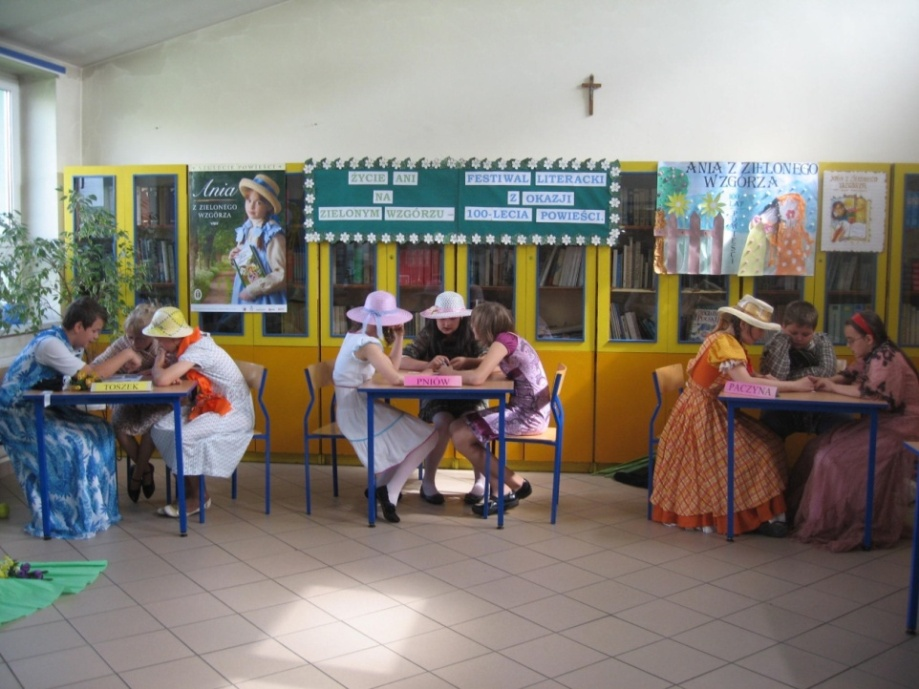 Ania
Z ZIELONEGO
WZGÓRZA
ŻYCIE ANI
NA
ZIELONYM WZGÓRZU –
FESTIWAL LITERACKI
Z OKAZJI
100-LECIA POWIEŚCI.
ANIA Z ZIELONEGO
WZGÓRZA
TOSZEK
PNIÓW
PACZYNA